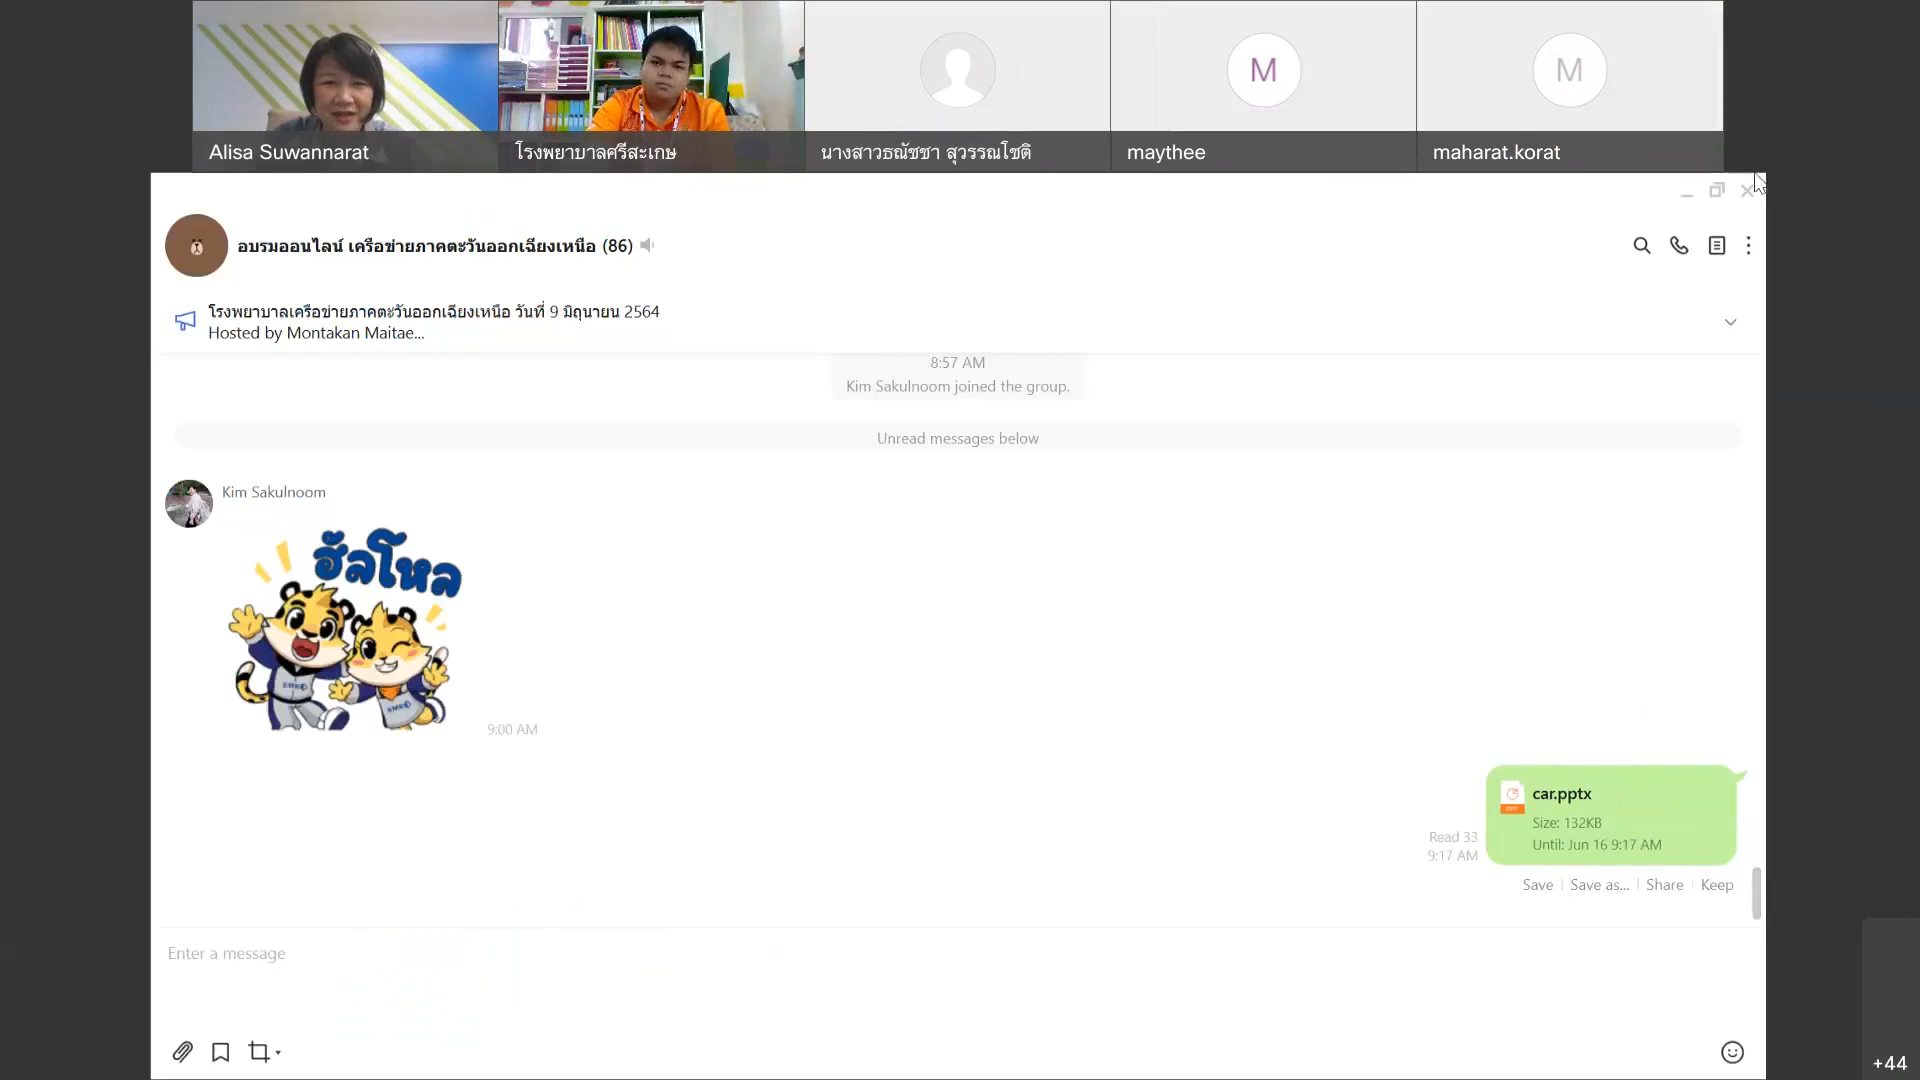 Alisa Suwannarat
โรงพยาบาลศรีสะเกษ
นางสาวธณัชชา สุวรรณโชติ
M
maythee
M
maharat.korat
อบรมออนไลน์ เครือข่ายภาคตะวันออกเฉียงเหนือ (86)
โรงพยาบาลเครือข่ายภาคตะวันออกเฉียงเหนือ วันที่ 9 มิถุนายน 2564
Hosted by Montakan Maitae...
8:57 AM
Kim Sakulnoom joined the group.
Unread messages below
Kim Sakulnoom
ฮัลโหล
9:00 AM
car.pptx
Size: 132KB
Until: Jun 16 9:17 AM
Read 33
9:17 AM
Save
Save as...
Share
Keep
Enter a message
+44